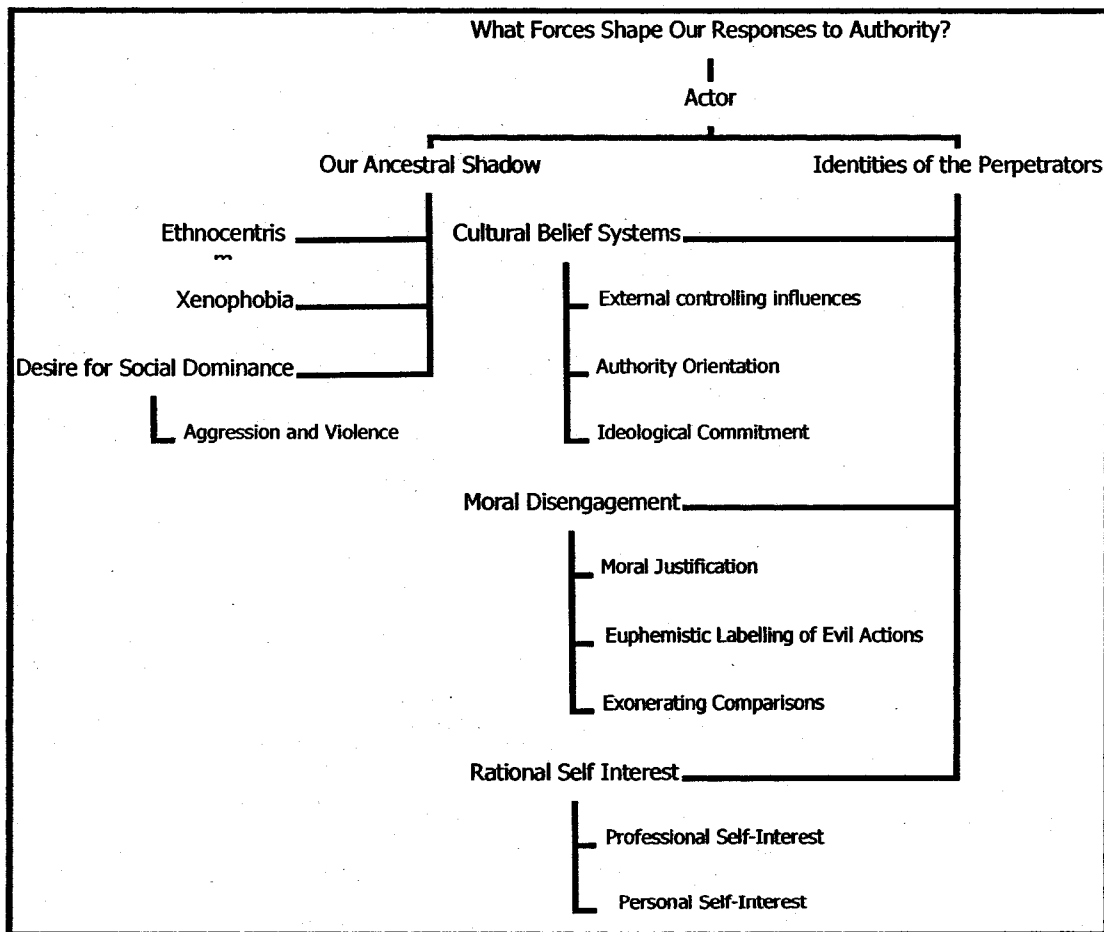 What Forces Shape Our Responses to Authority?
Actor
Our Ancestral Shadow
Identities of the Perpetrators
Ethnocentris
m
Xenophobia
Desire for Social Dominance
Aggression and Violence
Cultural Belief Systems
External controlling influences
Authority Orientation
Ideological Commitment
Moral Disengagement
Moral Justification
Euphemistic Labelling of Evil Actions
Exonerating Comparisons
Rational Self Interest
Professional Self-Interest
Personal Self-Interest